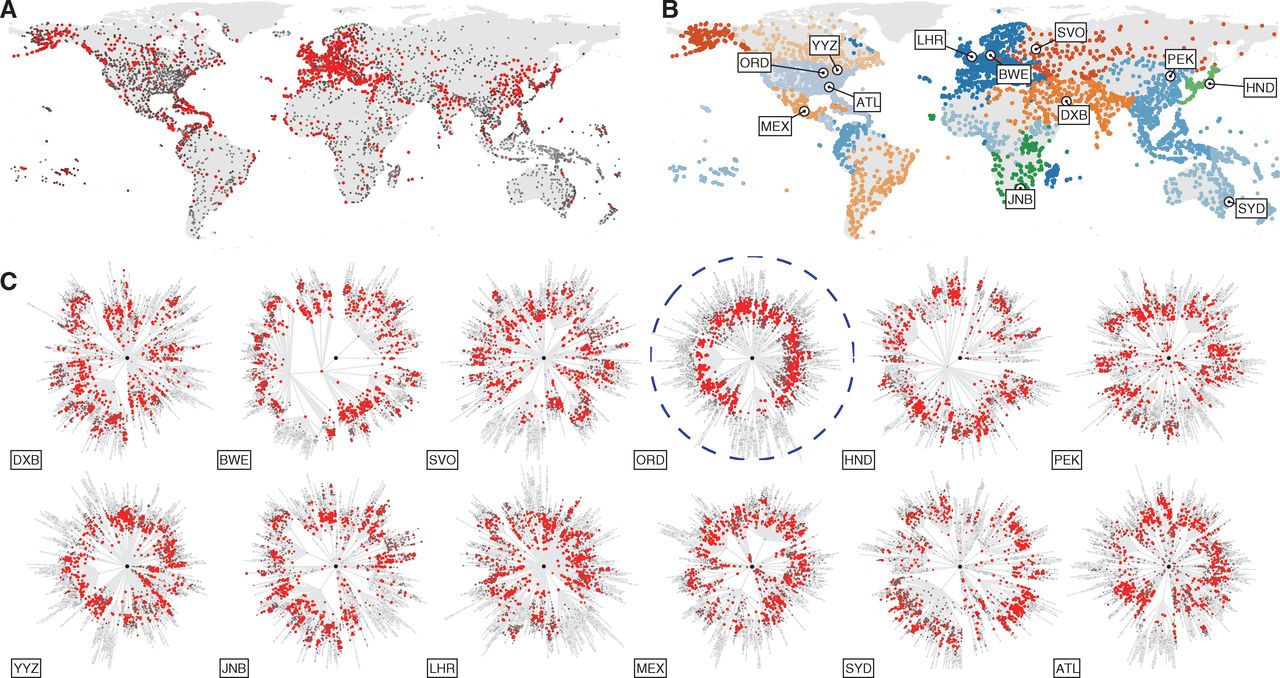 A
B
LHR
SVO
YYZ
ORD
BWE
PEK
HND
ATL
DXB
MEX
JNB
SYD
C
DXB
BWE
SVO
ORD
HND
PEK
YYZ
JNB
LHR
MEX
SYD
ATL